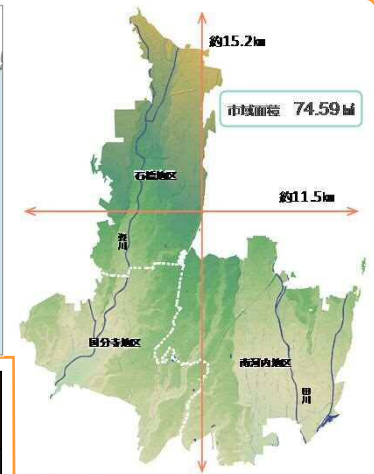 約15.2㎞
市域面積 74.59㎢
石橋地区
約11.5㎞
姿川
国分寺地区
南河内地区
田川